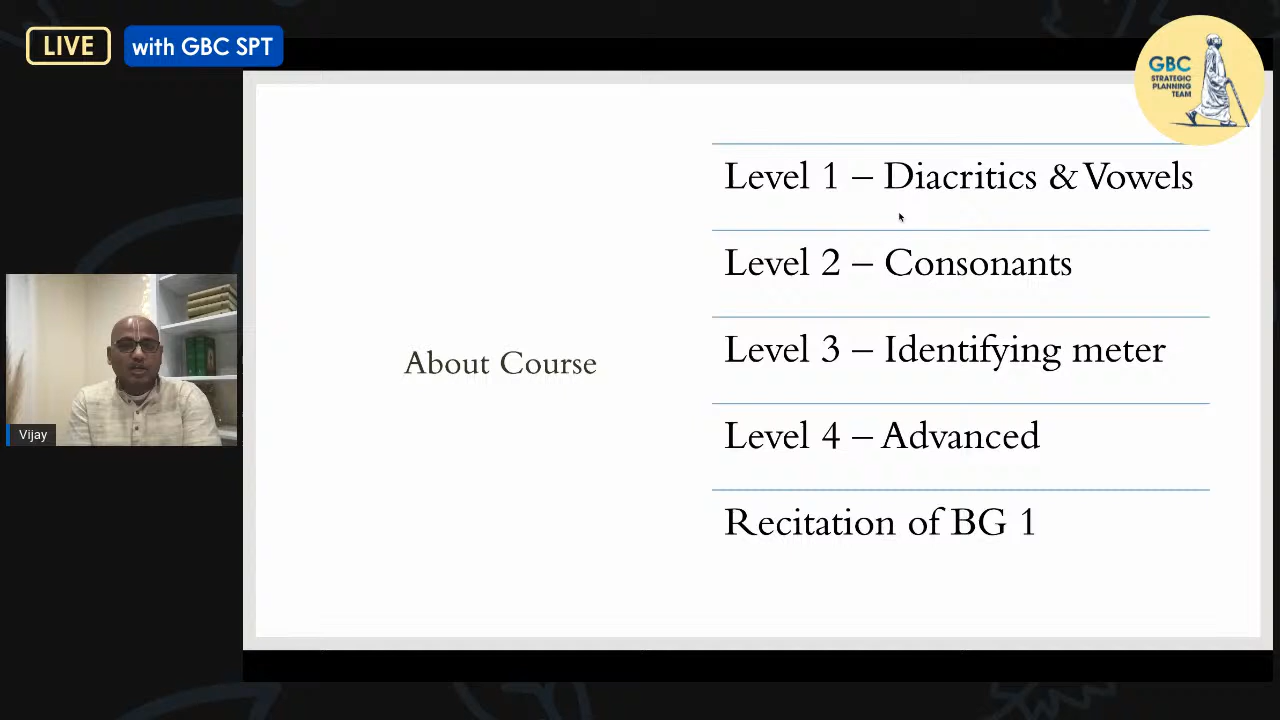 LIVE
with GBC SPT
GBC
STRATEGIC
PLANNING
TEAM
Level 1 – Diacritics & Vowels
Level 2 – Consonants
Level 3 – Identifying meter
Level 4 – Advanced
Recitation of BG 1
About Course
Vijay